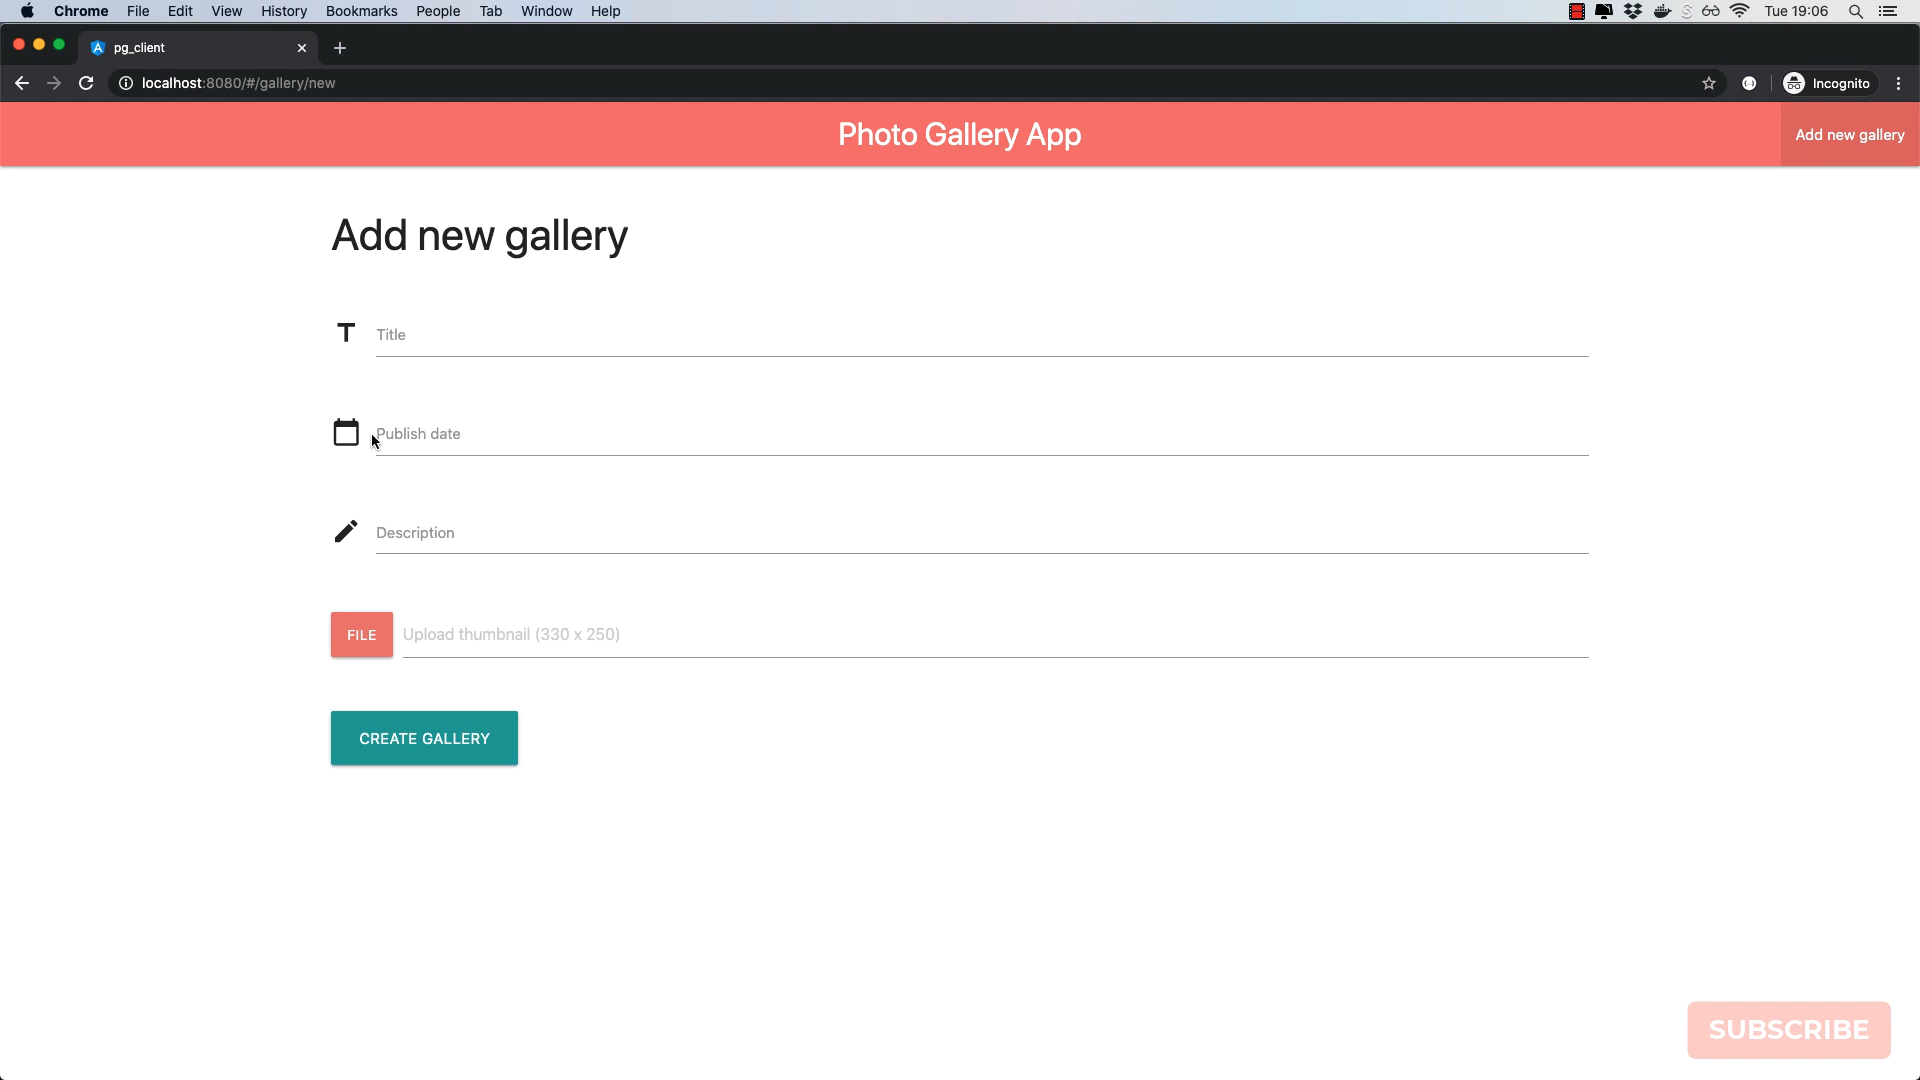 Chrome File Edit View History Bookmarks People Tab Window Help Tue 19:06
pg_client
localhost:8080/#/gallery/new Incognito
Photo Gallery App Add new gallery
Add new gallery
Title
Publish date
Description
FILE Upload thumbnail (330 x 250)
CREATE GALLERY
SUBSCRIBE